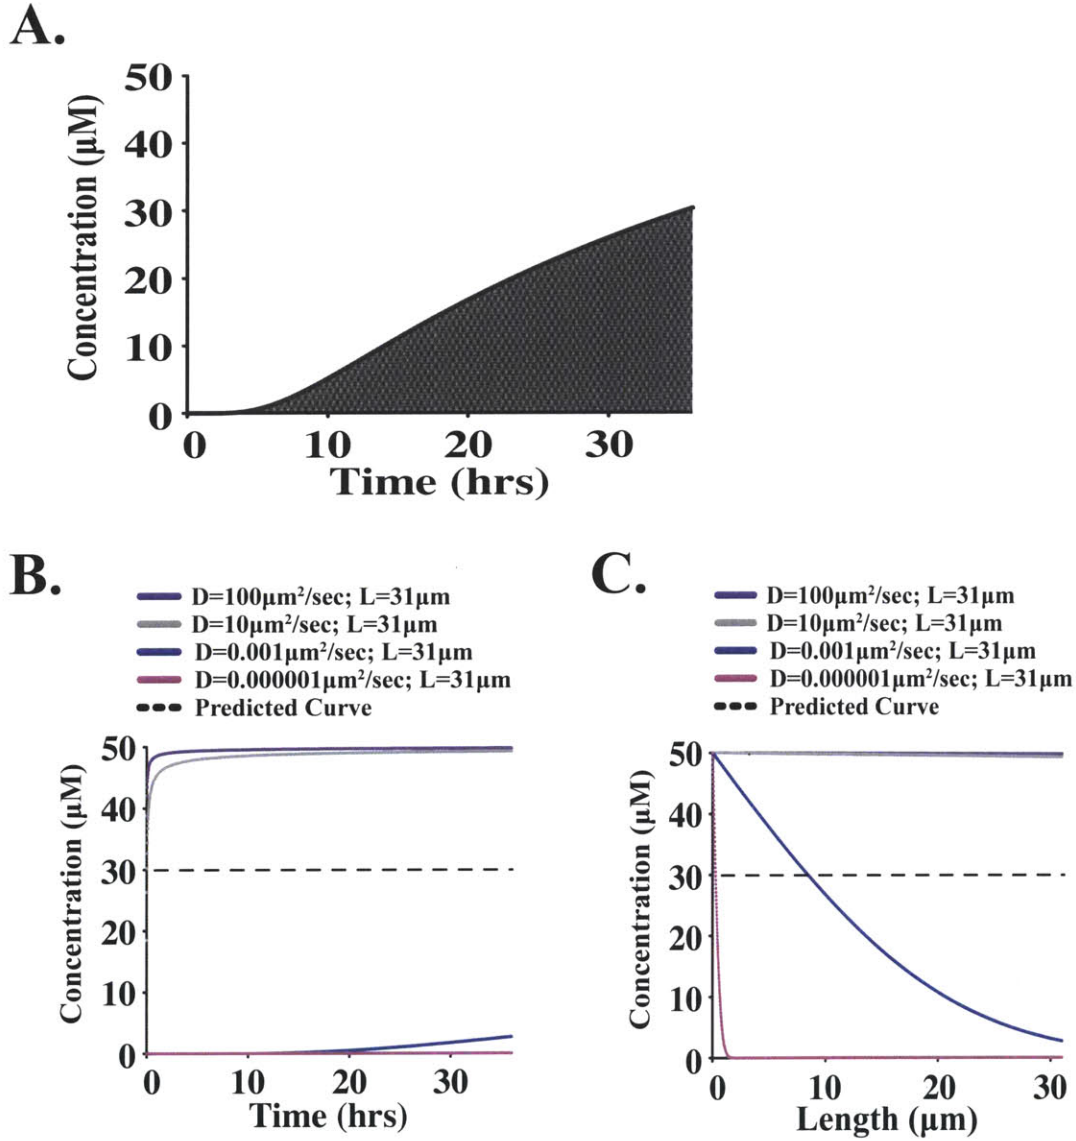 A.
Concentration (µM)
50
40
30
20
10
0
0 10 20 30
Time (hrs)
B.
D=100µm²/sec; L=31µm
D=10µm²/sec; L=31µm
D=0.001µm²/sec; L=31µm
D=0.000001µm²/sec; L=31µm
Predicted Curve
Concentration (µM)
50
40
30
20
10
0
0 10 20 30
Time (hrs)
C.
D=100µm²/sec; L=31µm
D=10µm²/sec; L=31µm
D=0.001µm²/sec; L=31µm
D=0.000001µm²/sec; L=31µm
Predicted Curve
Concentration (µM)
50
40
30
20
10
0
0 10 20 30
Length (µm)